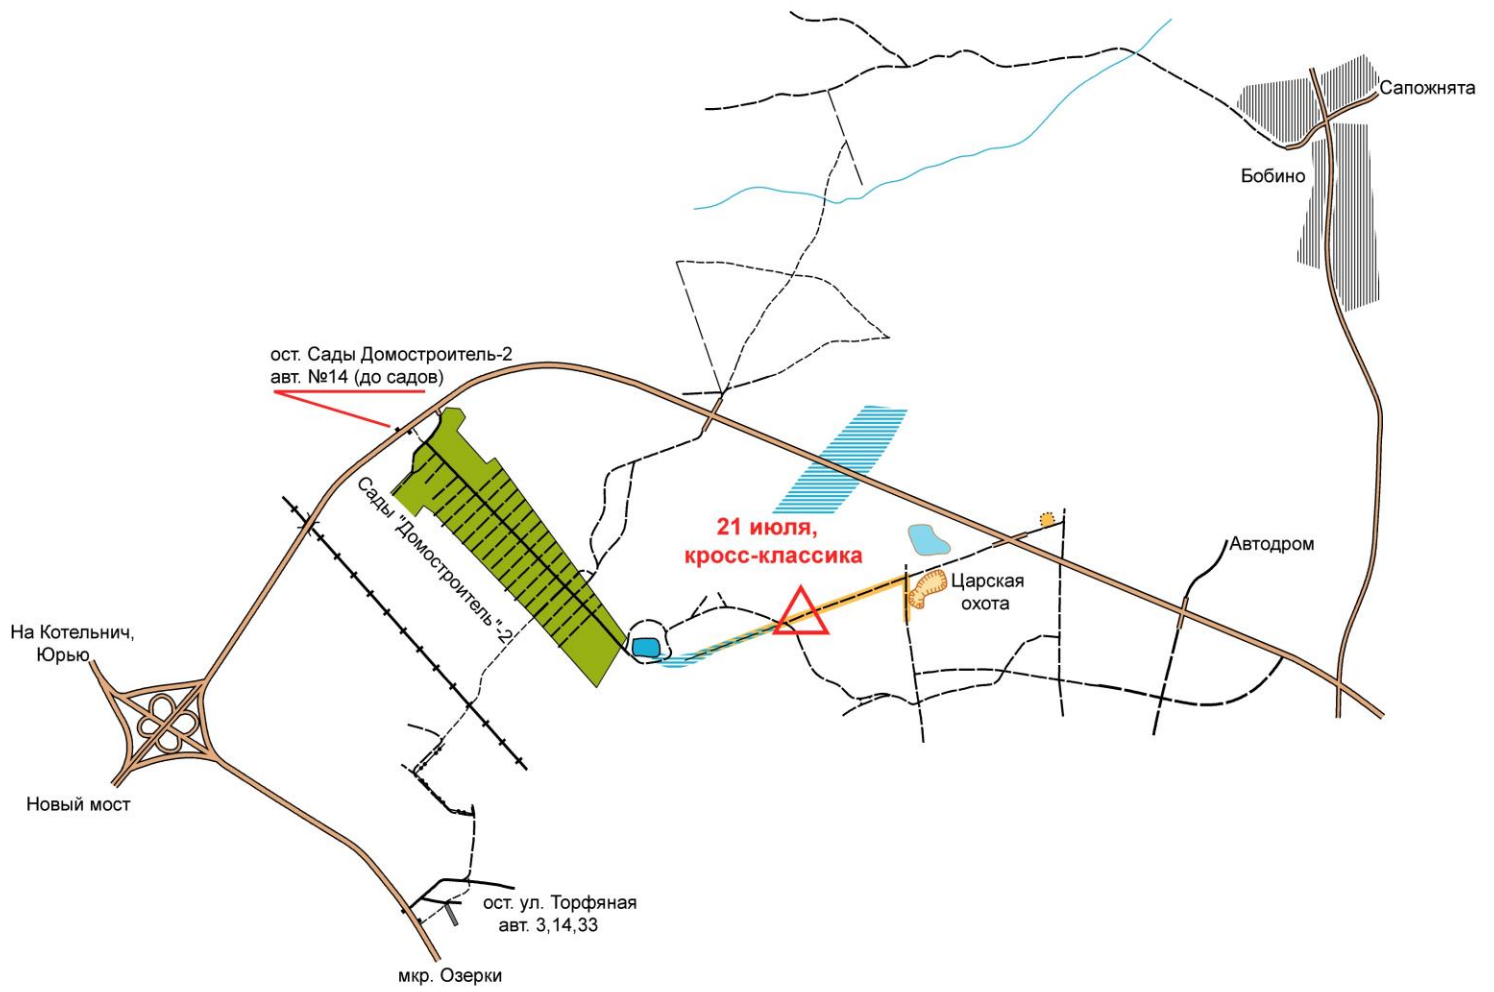 Сапожнята
Бобино
ост. Сады Домостроитель-2
авт. №14 (до садов)
Сады "Домостроитель"-2
21 июля,
кросс-классика
Автодром
Царская
охота
На Котельнич,
Юрью
Новый мост
ост. ул. Торфяная
авт. 3,14,33
мкр. Озерки